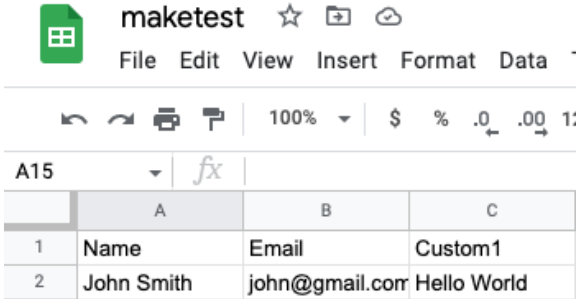 maketest
File Edit View Insert Format Data
100% $ % .0 .00
A15 fx
A B C
1 Name Email Custom1
2 John Smith john@gmail.com Hello World